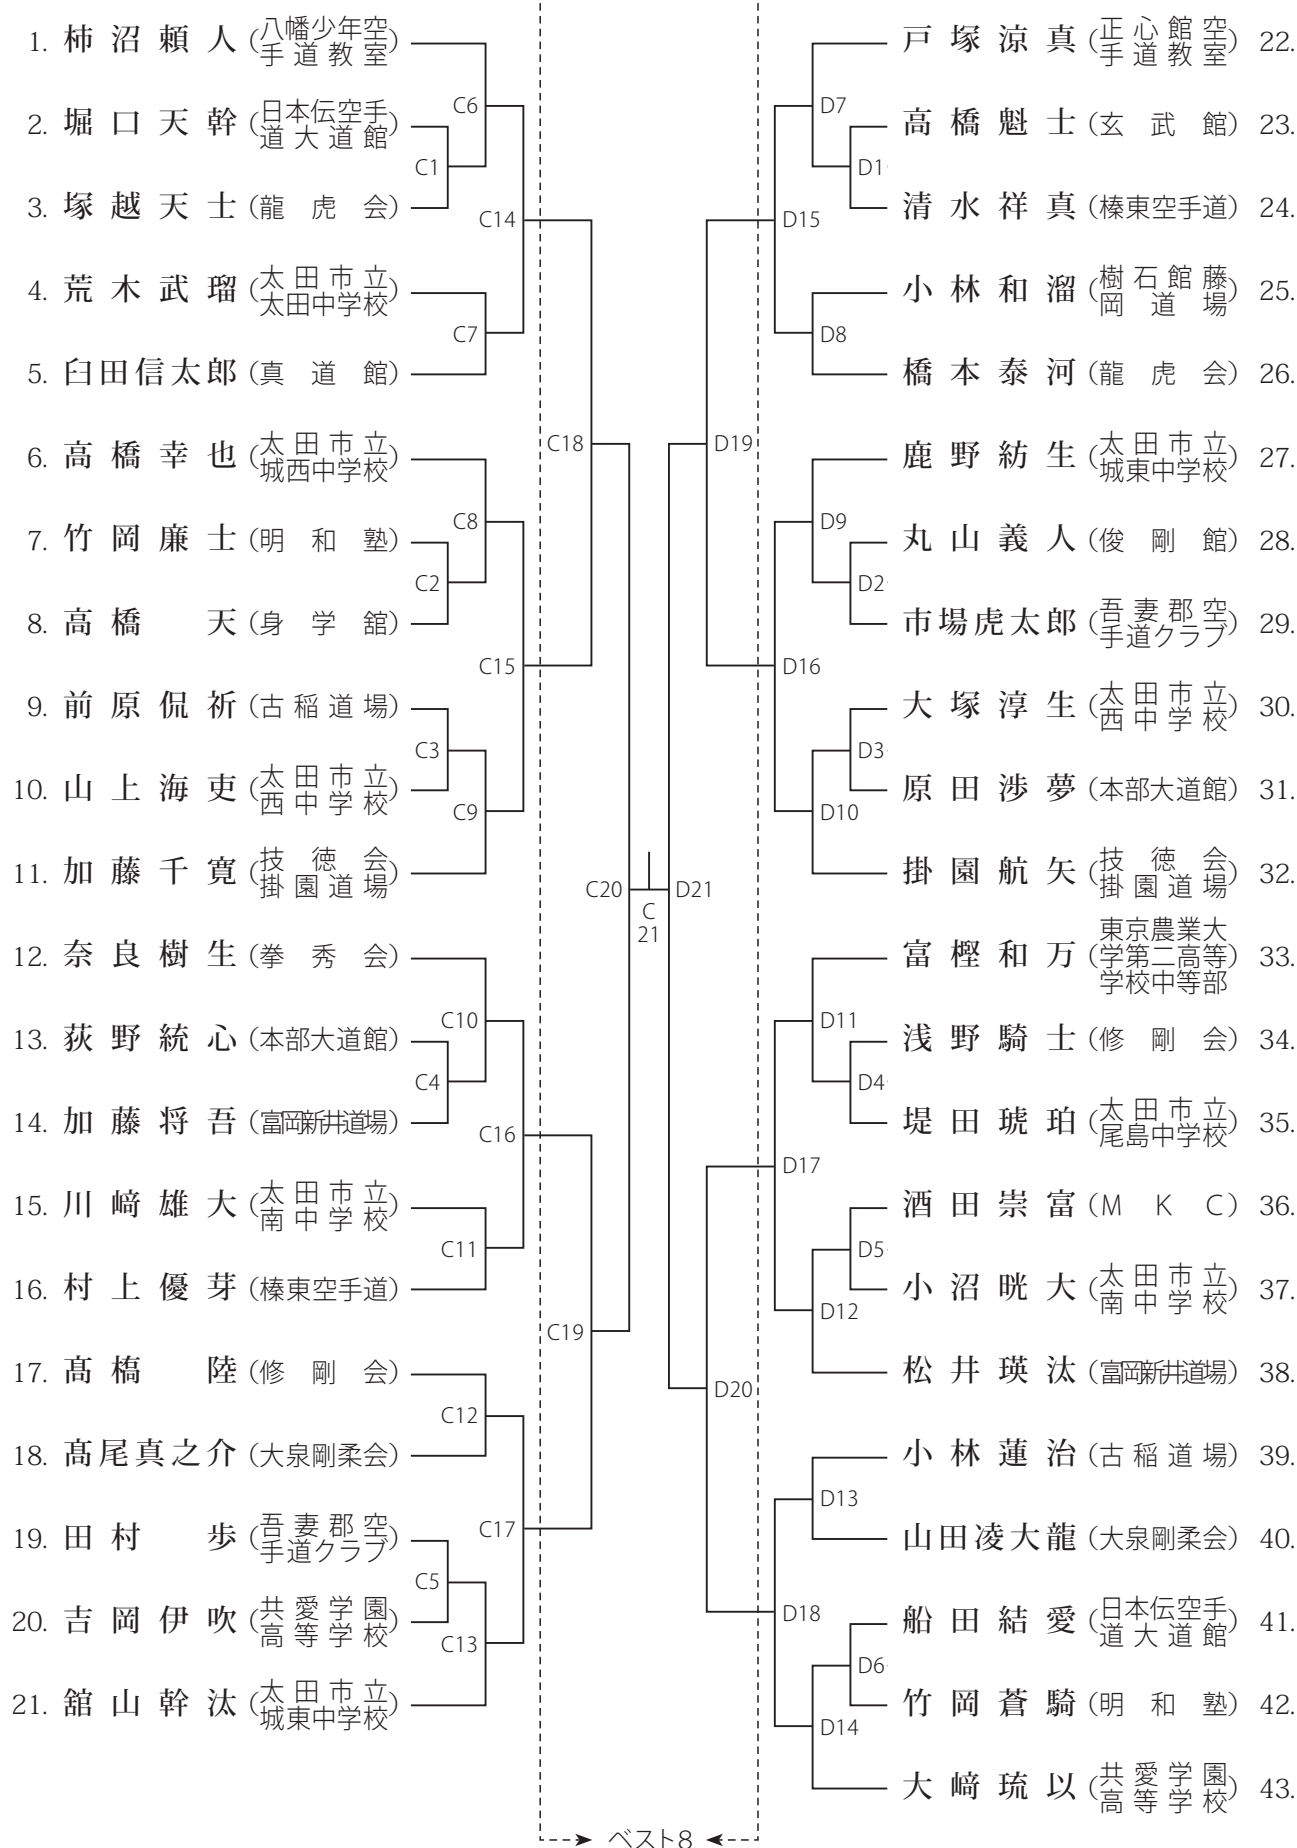 1. 柿沼頼人 (八幡少年空手道教室)
2. 堀口天幹 (日本伝空手道大道館)
3. 塚越天士 (龍虎会)
4. 荒木武瑠 (太田市立太田中学校)
5. 臼田信太郎 (真道館)
6. 高橋幸也 (太田市立城西中学校)
7. 竹岡廉士 (明和塾)
8. 高橋天 (身学舘)
9. 前原侃祈 (古稲道場)
10. 山上海吏 (太田市立西中学校)
11. 加藤千寛 (技徳会掛園道場)
12. 奈良樹生 (拳秀会)
13. 荻野統心 (本部大道館)
14. 加藤将吾 (富岡新井道場)
15. 川﨑雄大 (太田市立南中学校)
16. 村上優芽 (榛東空手道)
17. 髙橋陸 (修剛会)
18. 髙尾真之介 (大泉剛柔会)
19. 田村歩 (吾妻郡空手道クラブ)
20. 吉岡伊吹 (共愛学園高等学校)
21. 舘山幹汰 (太田市立城東中学校)
C6
C1
C14
C7
C18
C8
C2
C15
C3
C9
C20
C
21
D21
C10
C4
C16
C11
C19
C12
C17
C5
C13
D7
D1
D15
D8
D19
D9
D2
D16
D3
D10
D11
D4
D17
D5
D12
D20
D13
D18
D6
D14
戸塚涼真 (正心館空手道教室) 22.
高橋魁士 (玄武館) 23.
清水祥真 (榛東空手道) 24.
小林和溜 (樹石館藤岡道場) 25.
橋本泰河 (龍虎会) 26.
鹿野紡生 (太田市立城東中学校) 27.
丸山義人 (俊剛館) 28.
市場虎太郎 (吾妻郡空手道クラブ) 29.
大塚淳生 (太田市立西中学校) 30.
原田渉夢 (本部大道館) 31.
掛園航矢 (技徳会掛園道場) 32.
富樫和万 (東京農業大学第二高等学校中等部) 33.
浅野騎士 (修剛会) 34.
堤田琥珀 (太田市立尾島中学校) 35.
酒田崇富 (MKC) 36.
小沼晄大 (太田市立南中学校) 37.
松井瑛汰 (富岡新井道場) 38.
小林蓮治 (古稲道場) 39.
山田凌大龍 (大泉剛柔会) 40.
船田結愛 (日本伝空手道大道館) 41.
竹岡蒼騎 (明和塾) 42.
大﨑琉以 (共愛学園高等学校) 43.
ベスト8